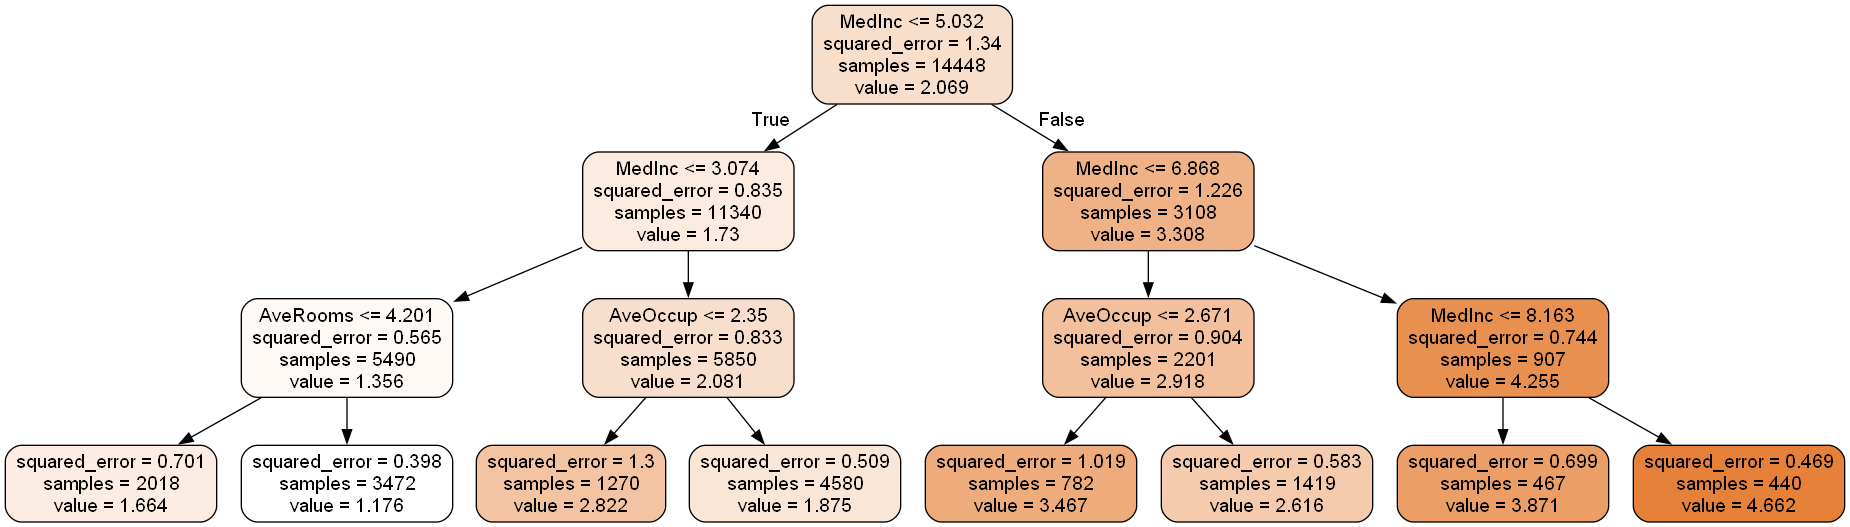 MedInc <= 5.032
squared_error = 1.34
samples = 14448
value = 2.069
True
False
MedInc <= 3.074
squared_error = 0.835
samples = 11340
value = 1.73
MedInc <= 6.868
squared_error = 1.226
samples = 3108
value = 3.308
AveRooms <= 4.201
squared_error = 0.565
samples = 5490
value = 1.356
AveOccup <= 2.35
squared_error = 0.833
samples = 5850
value = 2.081
AveOccup <= 2.671
squared_error = 0.904
samples = 2201
value = 2.918
MedInc <= 8.163
squared_error = 0.744
samples = 907
value = 4.255
squared_error = 0.701
samples = 2018
value = 1.664
squared_error = 0.398
samples = 3472
value = 1.176
squared_error = 1.3
samples = 1270
value = 2.822
squared_error = 0.509
samples = 4580
value = 1.875
squared_error = 1.019
samples = 782
value = 3.467
squared_error = 0.583
samples = 1419
value = 2.616
squared_error = 0.699
samples = 467
value = 3.871
squared_error = 0.469
samples = 440
value = 4.662